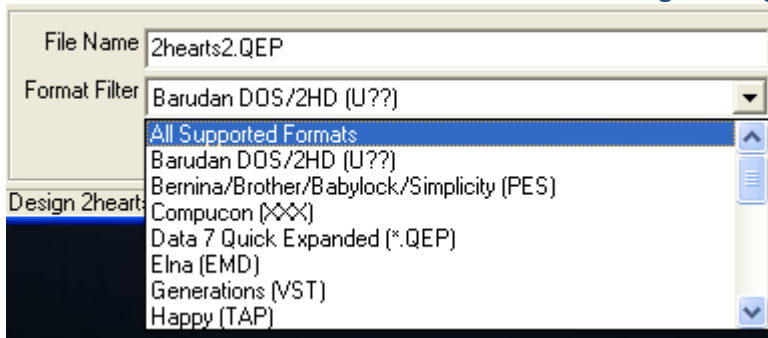 File Name 2hearts2.QEP
Format Filter Barudan DOS/2HD (U??)
All Supported Formats
Barudan DOS/2HD (U??)
Bernina/Brother/Babylock/Simplicity (PES)
Compucon (XXX)
Data 7 Quick Expanded (*.QEP)
Elna (EMD)
Generations (VST)
Happy (TAP)
Design 2heart